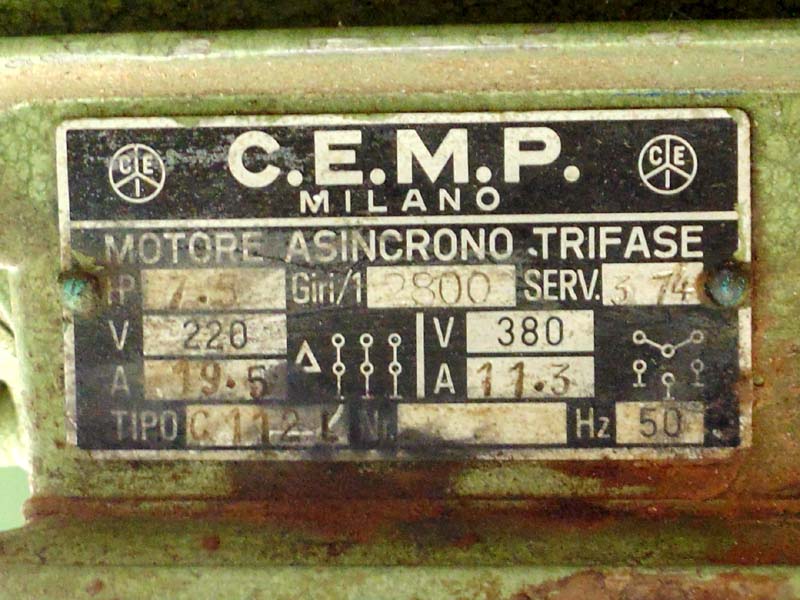 C.E.M.P.
CEI CEI
MILANO
MOTORE ASINCRONO TRIFASE
HP 7.5 Giri/1 2800 SERV. S 74
V 220 V 380
A 19.5 A 11.3
TIPO C 112 L Nr. Hz 50